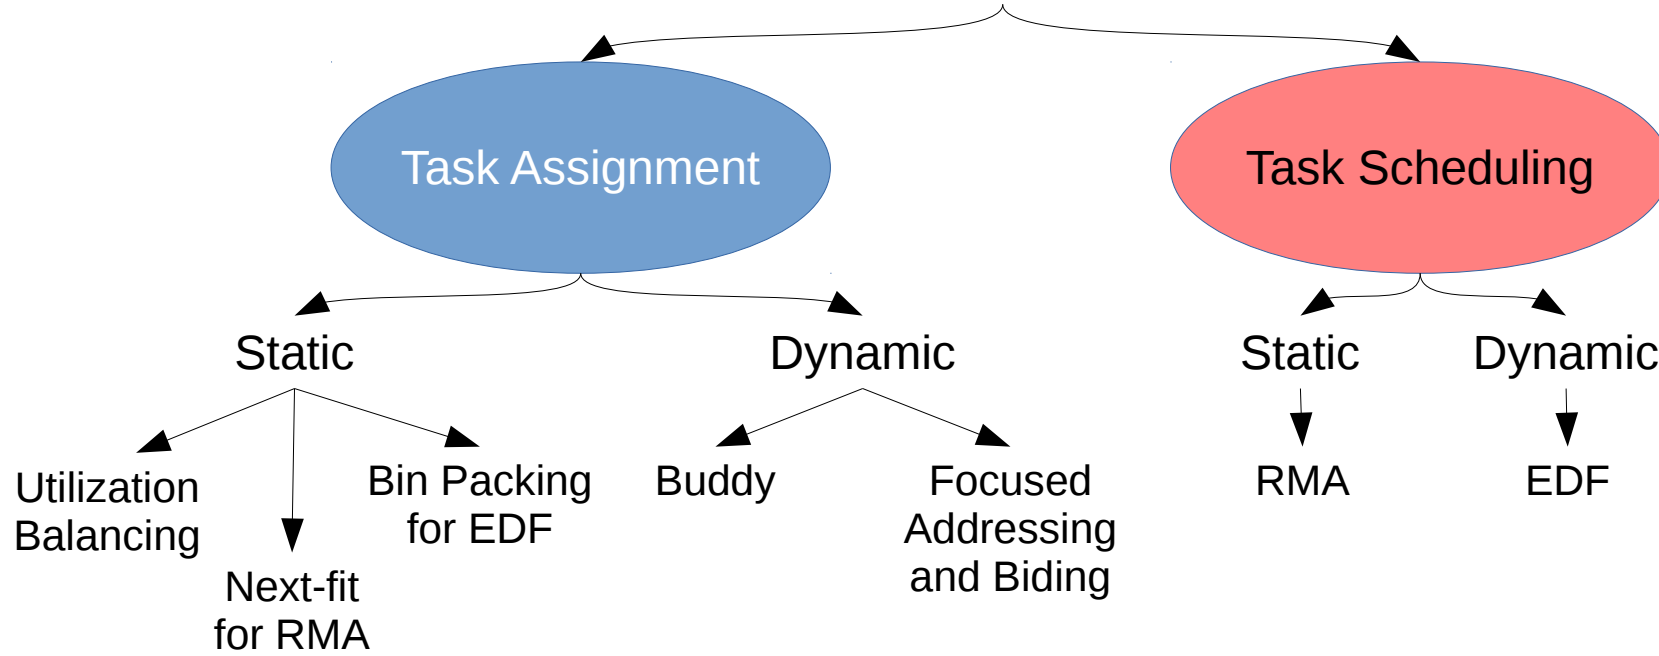 Task Assignment
Task Scheduling
Static
Dynamic
Static
Dynamic
Utilization
Balancing
Next-fit
for RMA
Bin Packing
for EDF
Buddy
Focused
Addressing
and Biding
RMA
EDF